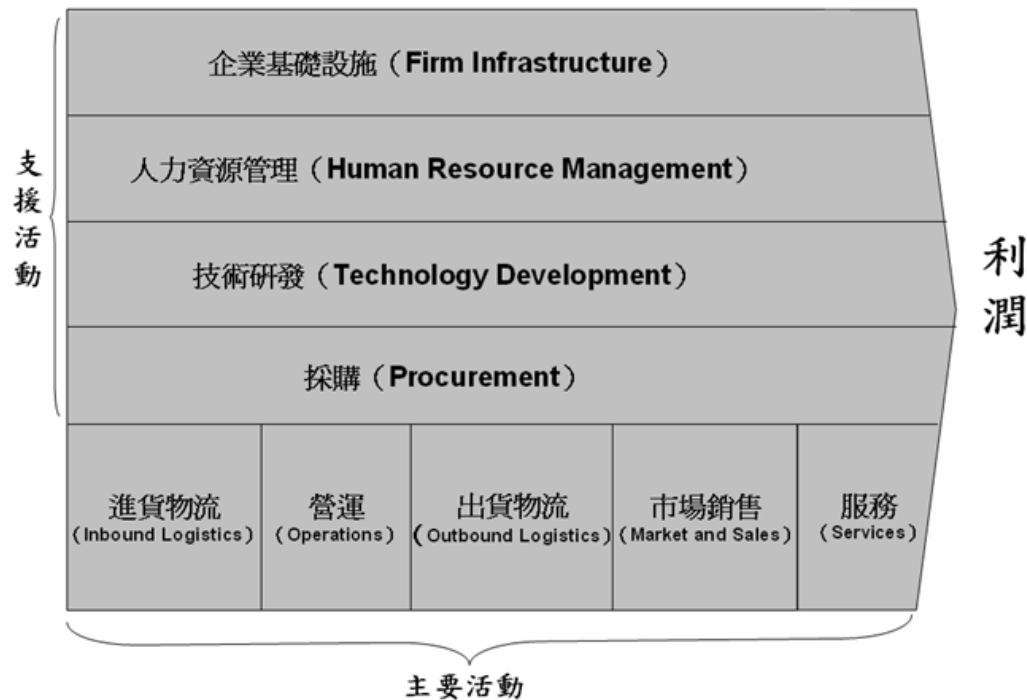 企業基礎設施（Firm Infrastructure）
人力資源管理（Human Resource Management）
技術研發（Technology Development）
採購（Procurement）
支援活動
利潤
進貨物流
（Inbound Logistics）
營運
（Operations）
出貨物流
（Outbound Logistics）
市場銷售
（Market and Sales）
服務
（Services）
主要活動